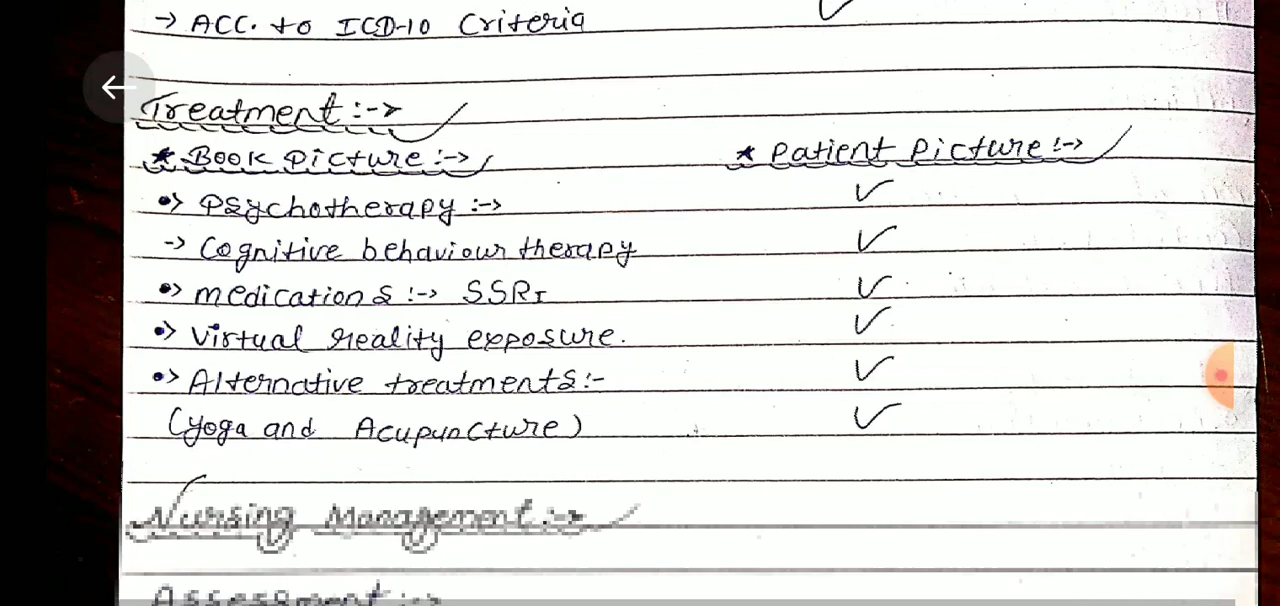 → Acc. to ICD-10 Criteria ✓
Treatment :->
* Book Picture :-> * Patient Picture :->
•> Psychotherapy :-> ✓
-> Cognitive behaviour therapy ✓
•> medications :-> SSRI ✓
•> Virtual reality exposure. ✓
•> Alternative treatments :- ✓
(yoga and Acupuncture) ✓
Nursing Management :->
Assessment :->